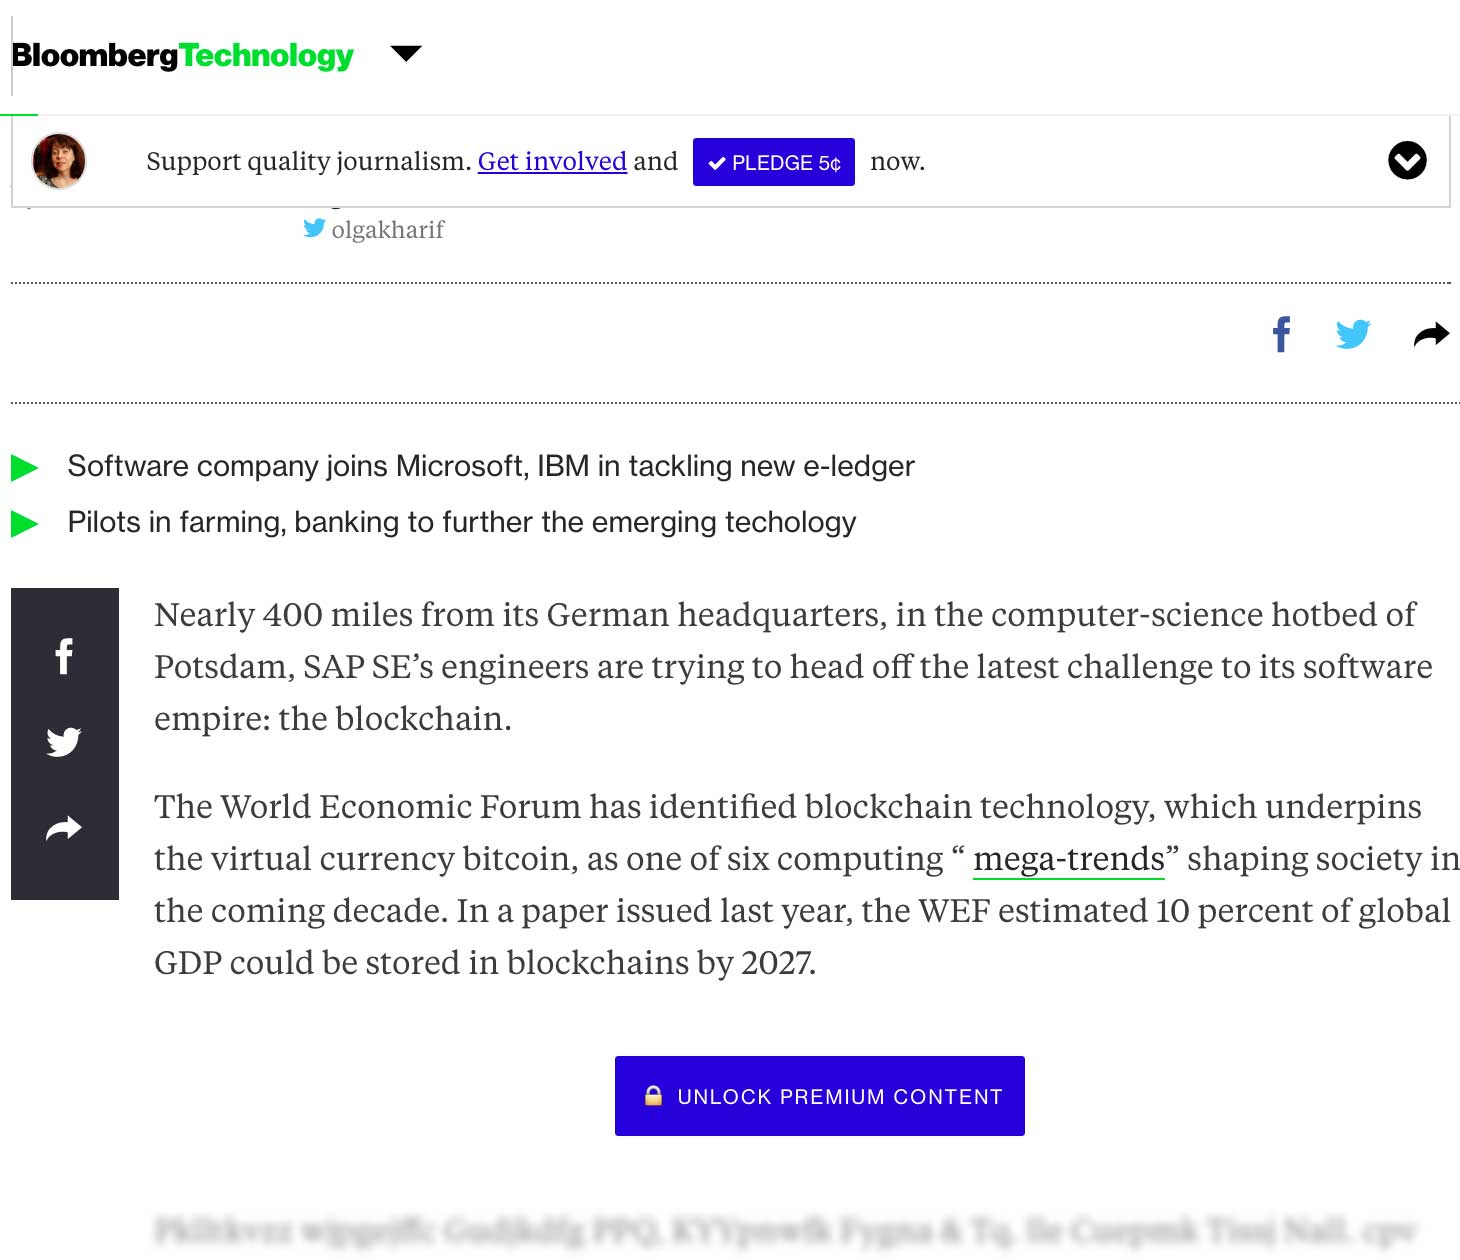 BloombergTechnology
Support quality journalism. Get involved and PLEDGE 5¢ now.
olgakharif
Software company joins Microsoft, IBM in tackling new e-ledger
Pilots in farming, banking to further the emerging techology
Nearly 400 miles from its German headquarters, in the computer-science hotbed of
Potsdam, SAP SE’s engineers are trying to head off the latest challenge to its software
empire: the blockchain.
The World Economic Forum has identified blockchain technology, which underpins
the virtual currency bitcoin, as one of six computing “ mega-trends” shaping society in
the coming decade. In a paper issued last year, the WEF estimated 10 percent of global
GDP could be stored in blockchains by 2027.
UNLOCK PREMIUM CONTENT